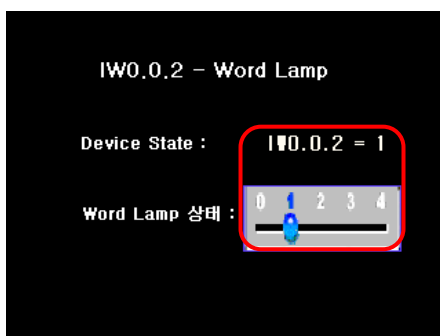 IW0.0.2 - Word Lamp
Device State : IW0.0.2 = 1
Word Lamp 상태 : 0 1 2 3 4